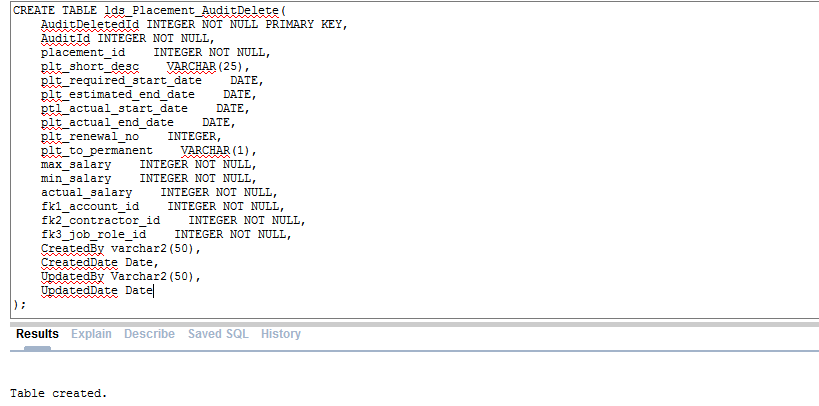 CREATE TABLE lds_Placement_AuditDelete(
AuditDeletedId INTEGER NOT NULL PRIMARY KEY,
AuditId INTEGER NOT NULL,
placement_id    INTEGER NOT NULL,
plt_short_desc    VARCHAR(25),
plt_required_start_date    DATE,
plt_estimated_end_date    DATE,
ptl_actual_start_date    DATE,
plt_actual_end_date    DATE,
plt_renewal_no    INTEGER,
plt_to_permanent    VARCHAR(1),
max_salary    INTEGER NOT NULL,
min_salary    INTEGER NOT NULL,
actual_salary    INTEGER NOT NULL,
fk1_account_id    INTEGER NOT NULL,
fk2_contractor_id    INTEGER NOT NULL,
fk3_job_role_id    INTEGER NOT NULL,
CreatedBy varchar2(50),
CreatedDate Date,
UpdatedBy Varchar2(50),
UpdatedDate Date
);
Results Explain Describe Saved SQL History
Table created.